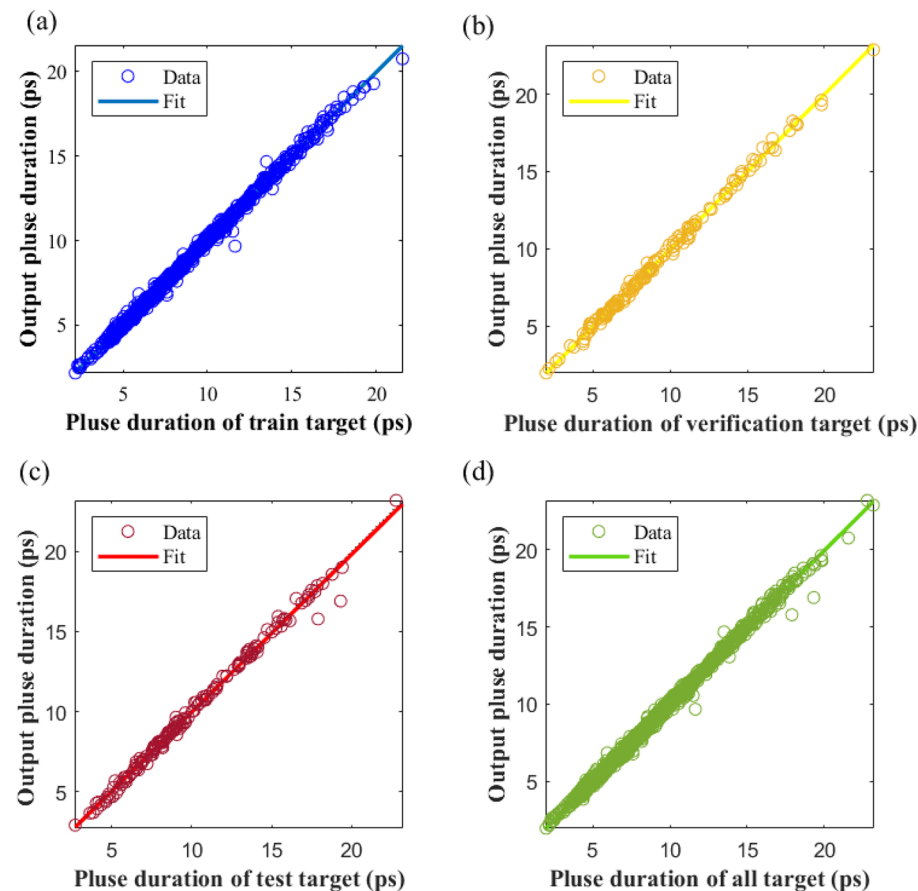 (a)
Output pluse duration (ps)
20
15
10
5
Data
Fit
5 10 15 20
Pluse duration of train target (ps)
(b)
Output pluse duration (ps)
20
15
10
5
Data
Fit
5 10 15 20
Pluse duration of verification target (ps)
(c)
Output pluse duration (ps)
20
15
10
5
Data
Fit
5 10 15 20
Pluse duration of test target (ps)
(d)
Output pluse duration (ps)
20
15
10
5
Data
Fit
5 10 15 20
Pluse duration of all target (ps)